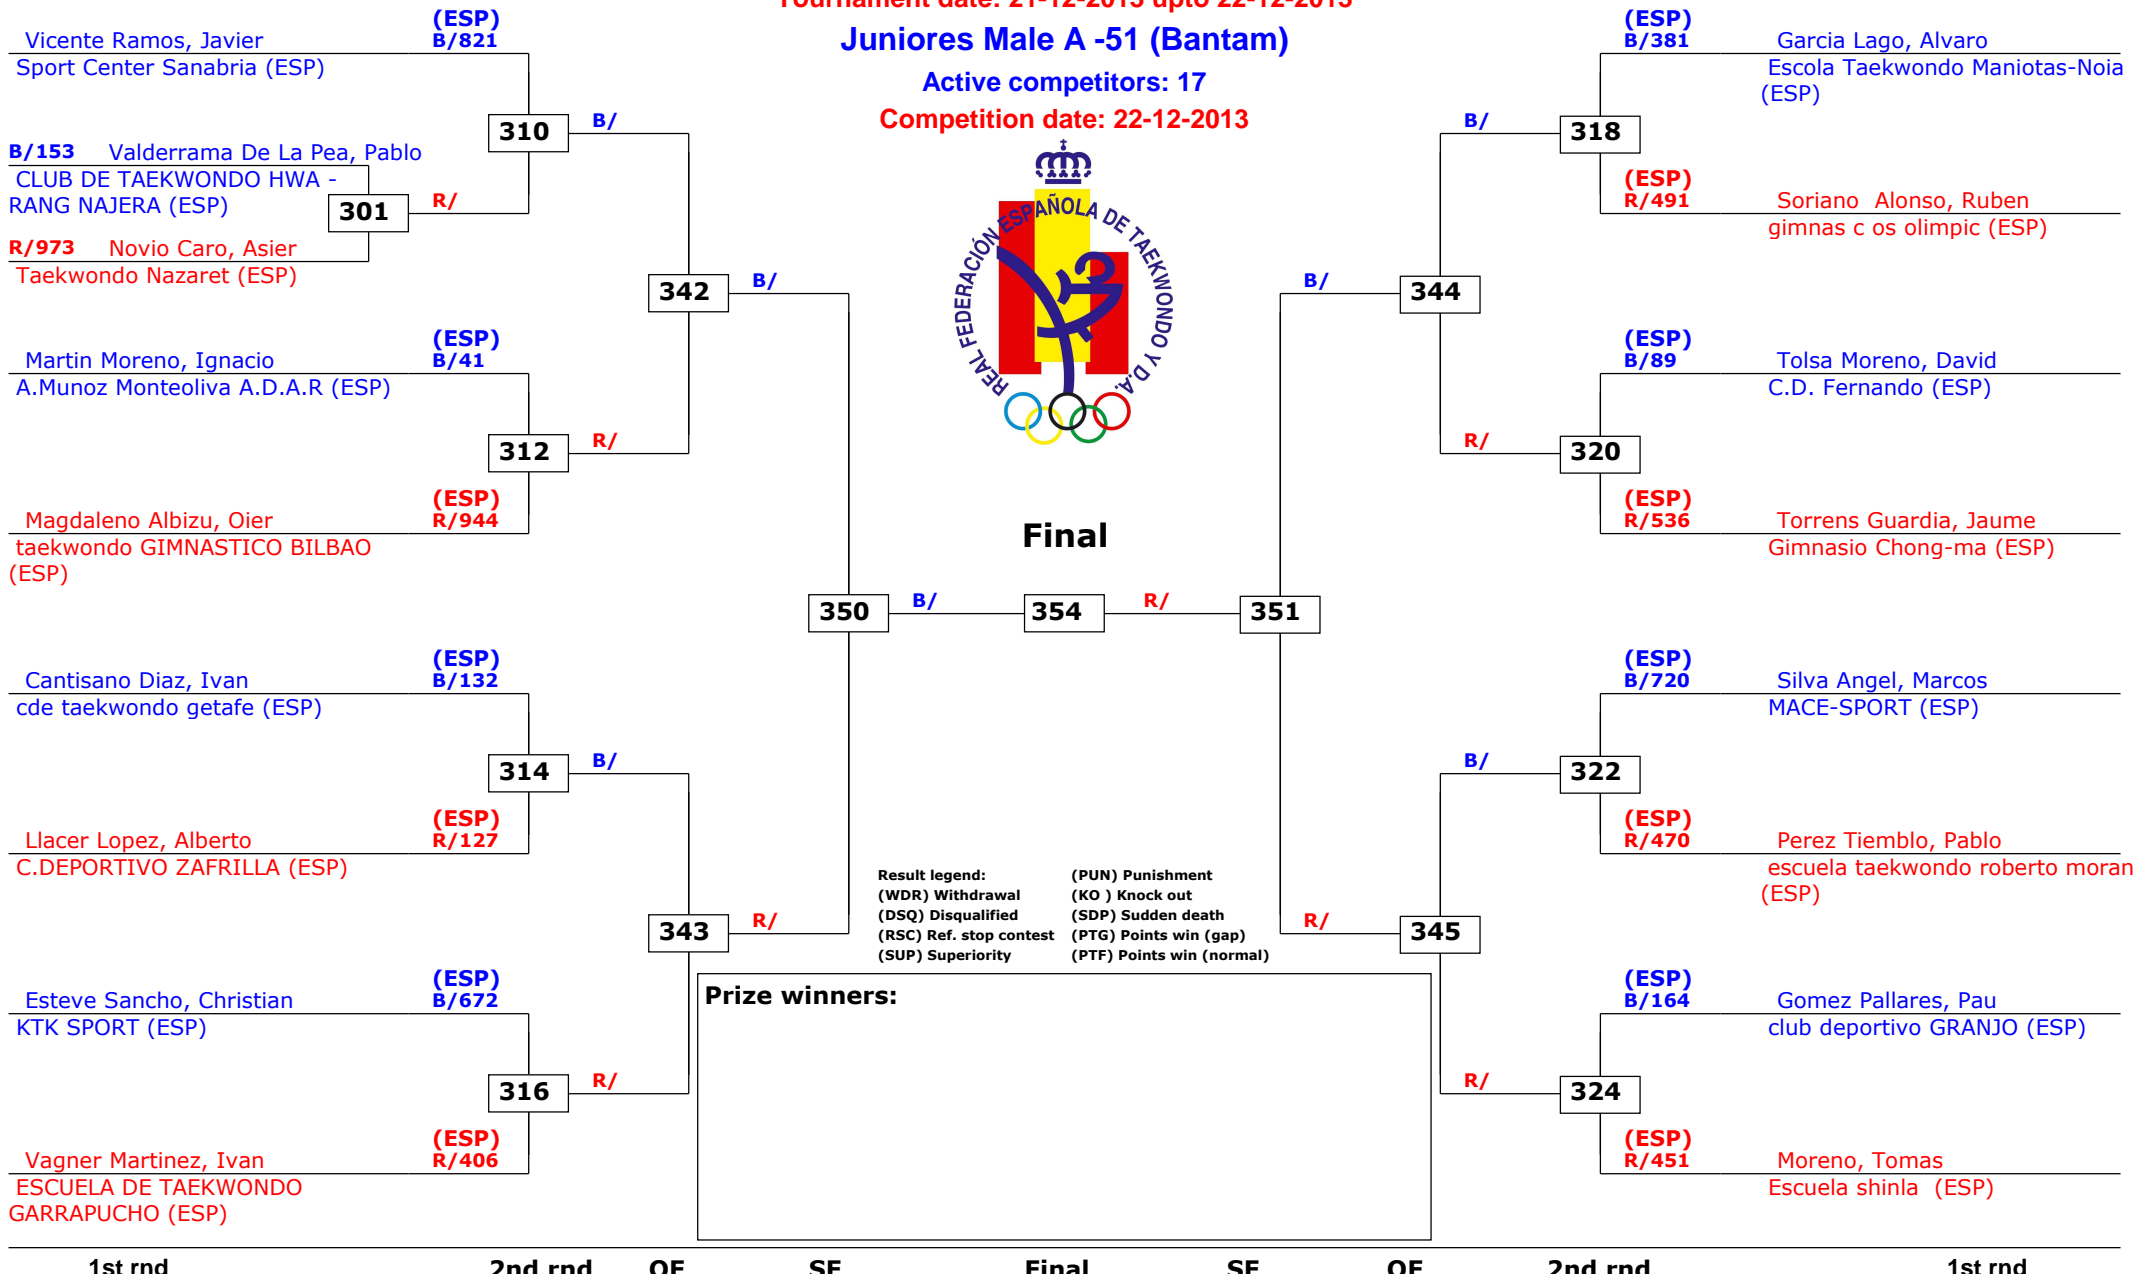 Tournament date: 21-12-2013 upto 22-12-2013
Juniores Male A -51 (Bantam)
Active competitors: 17
Competition date: 22-12-2013
REAL FEDERACIÓN ESPAÑOLA DE TAEKWONDO Y D.A.
(ESP)
Vicente Ramos, Javier B/821
Sport Center Sanabria (ESP)
310 B/
B/153 Valderrama De La Pea, Pablo
CLUB DE TAEKWONDO HWA -
RANG NAJERA (ESP)
301 R/
R/973 Novio Caro, Asier
Taekwondo Nazaret (ESP)
342 B/
(ESP)
Martin Moreno, Ignacio B/41
A.Munoz Monteoliva A.D.A.R (ESP)
312 R/
(ESP)
Magdaleno Albizu, Oier R/944
taekwondo GIMNASTICO BILBAO
(ESP)
350 B/
(ESP)
Cantisano Diaz, Ivan B/132
cde taekwondo getafe (ESP)
314 B/
(ESP)
Llacer Lopez, Alberto R/127
C.DEPORTIVO ZAFRILLA (ESP)
343 R/
(ESP)
Esteve Sancho, Christian B/672
KTK SPORT (ESP)
316 R/
(ESP)
Vagner Martinez, Ivan R/406
ESCUELA DE TAEKWONDO
GARRAPUCHO (ESP)
Final
354
(ESP)
B/381 Garcia Lago, Alvaro
Escola Taekwondo Maniotas-Noia
(ESP)
B/ 318
(ESP)
R/491 Soriano Alonso, Ruben
gimnas c os olimpic (ESP)
B/ 344
(ESP)
B/89 Tolsa Moreno, David
C.D. Fernando (ESP)
R/ 320
(ESP)
R/536 Torrens Guardia, Jaume
Gimnasio Chong-ma (ESP)
R/ 351
(ESP)
B/720 Silva Angel, Marcos
MACE-SPORT (ESP)
B/ 322
(ESP)
R/470 Perez Tiemblo, Pablo
escuela taekwondo roberto moran
(ESP)
R/ 345
(ESP)
B/164 Gomez Pallares, Pau
club deportivo GRANJO (ESP)
R/ 324
(ESP)
R/451 Moreno, Tomas
Escuela shinla (ESP)
Result legend: (PUN) Punishment
(WDR) Withdrawal (KO ) Knock out
(DSQ) Disqualified (SDP) Sudden death
(RSC) Ref. stop contest (PTG) Points win (gap)
(SUP) Superiority (PTF) Points win (normal)
Prize winners:
1st rnd 2nd rnd QF SF Final SF QF 2nd rnd 1st rnd